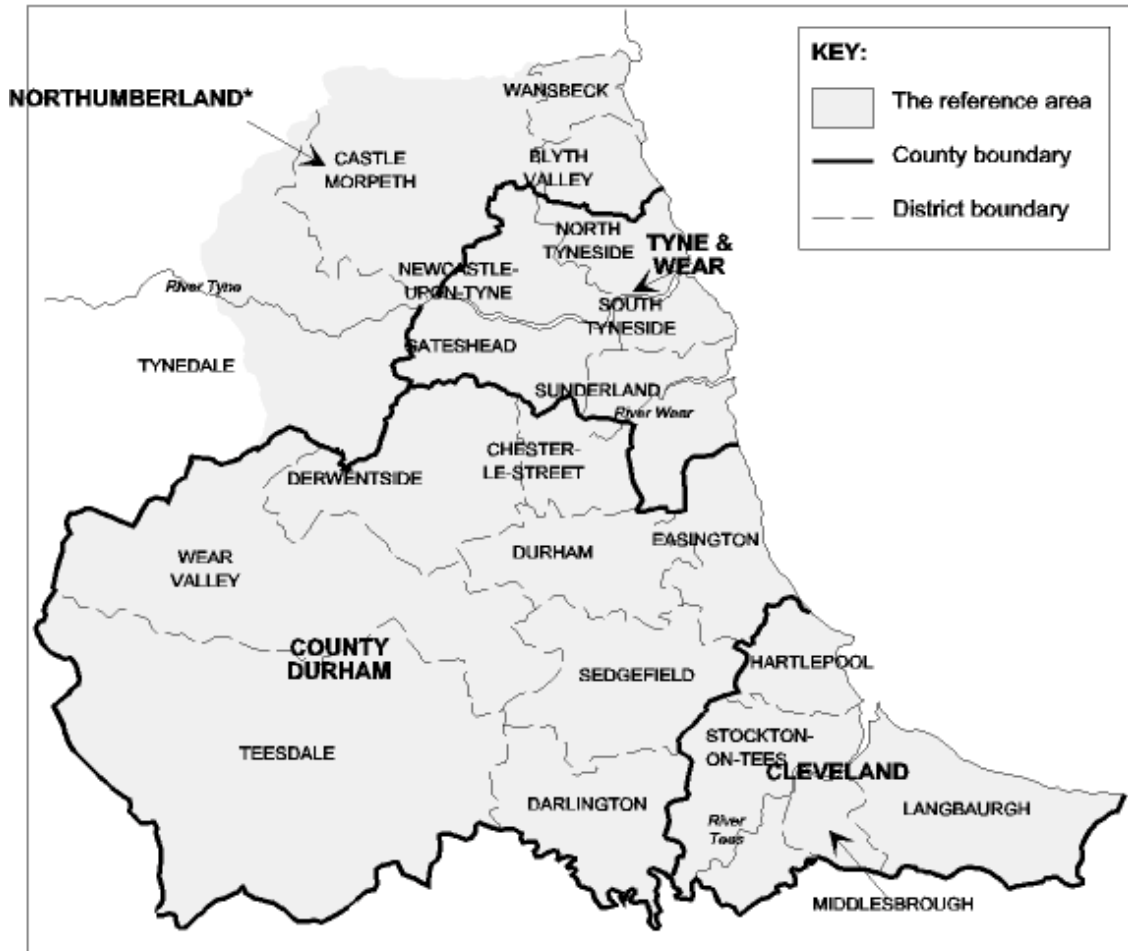 KEY:
The reference area
County boundary
District boundary
NORTHUMBERLAND*
WANSBECK
CASTLE
MORPETH
BLYTH
VALLEY
NORTH
TYNESIDE
TYNE &
WEAR
NEWCASTLE-
UPON-TYNE
River Tyne
SOUTH
TYNESIDE
GATESHEAD
TYNEDALE
SUNDERLAND
River Wear
CHESTER-
LE-STREET
DERWENTSIDE
EASINGTON
DURHAM
WEAR
VALLEY
COUNTY
DURHAM
HARTLEPOOL
SEDGEFIELD
STOCKTON-
ON-TEES
TEESDALE
CLEVELAND
DARLINGTON
LANGBAURGH
River
Tees
MIDDLESBROUGH